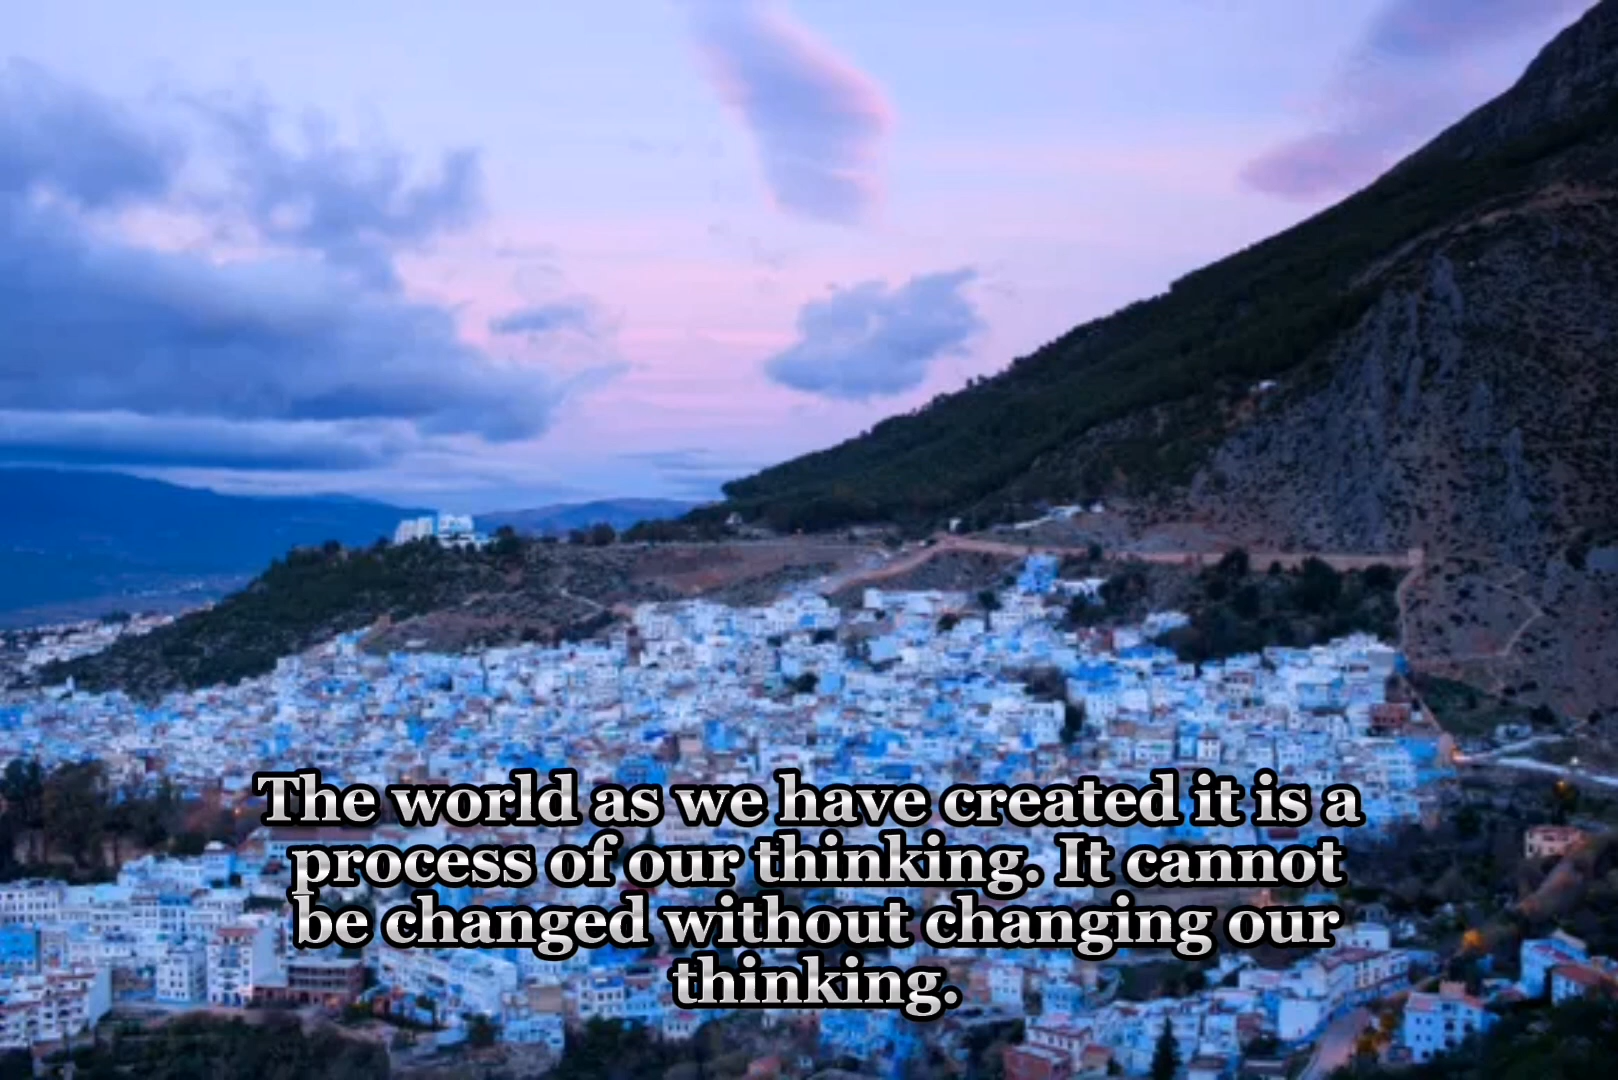 The world as we have created it is a
process of our thinking. It cannot
be changed without changing our
thinking.